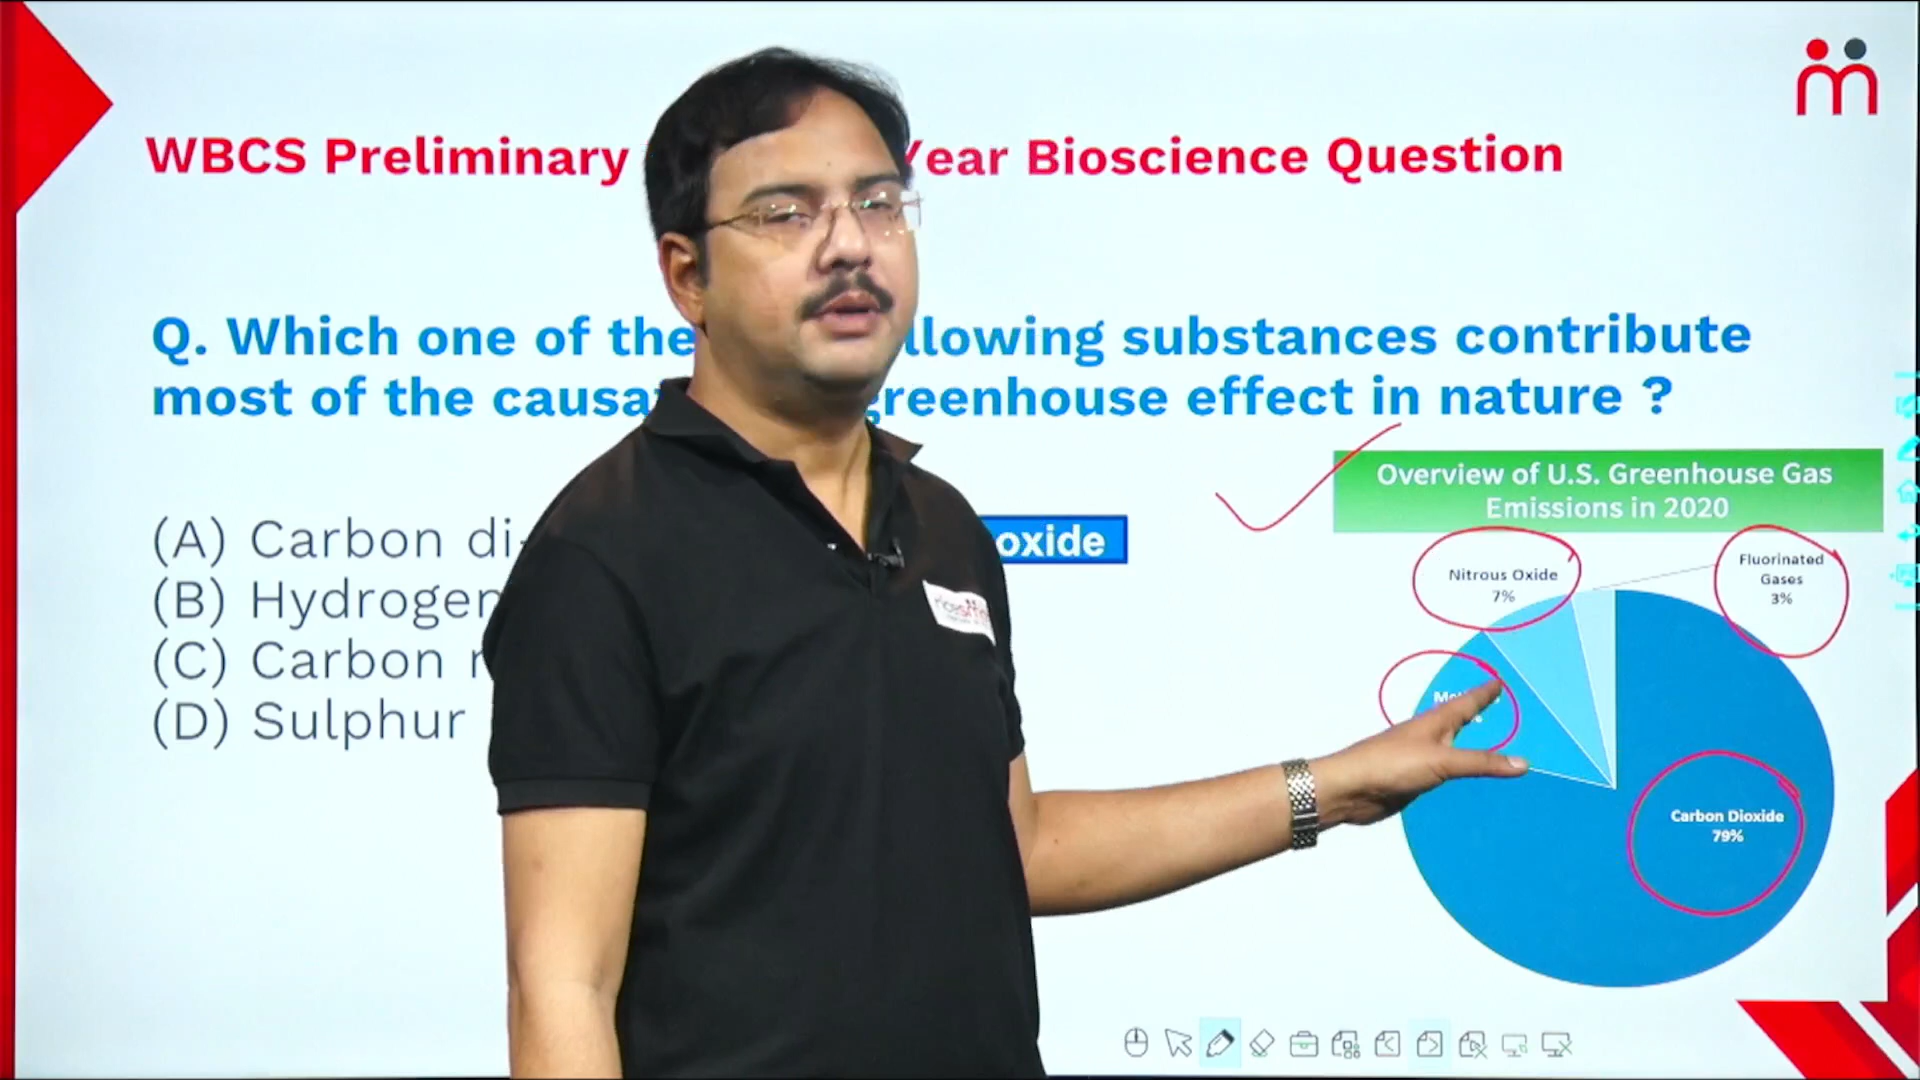 WBCS Preliminary Year Bioscience Question
Q. Which one of the llowing substances contribute
most of the causa greenhouse effect in nature ?
(A) Carbon di-
oxide
(B) Hydrogen
(C) Carbon
(D) Sulphur
Overview of U.S. Greenhouse Gas
Emissions in 2020
Nitrous Oxide
7%
Fluorinated
Gases
3%
Carbon Dioxide
79%